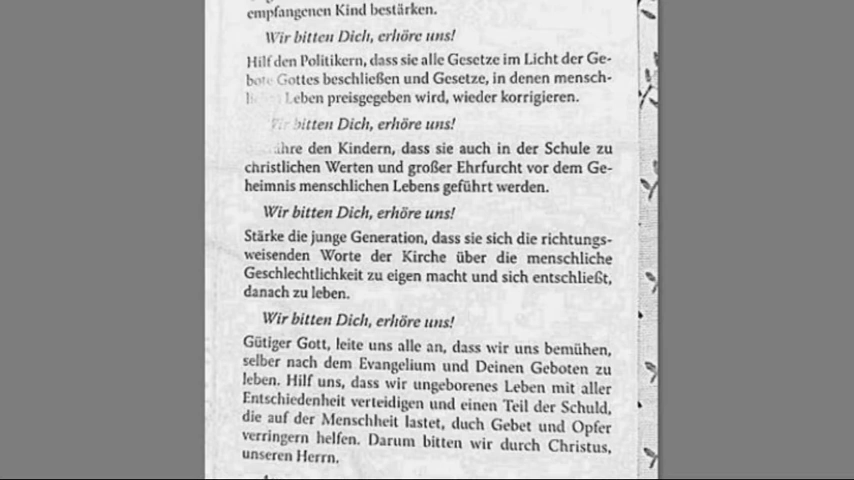 empfangenen Kind bestärken.
Wir bitten Dich, erhöre uns!
Hilf den Politikern, dass sie alle Gesetze im Licht der Ge-
bote Gottes beschließen und Gesetze, in denen mensch-
Leben preisgegeben wird, wieder korrigieren.
Wir bitten Dich, erhöre uns!
den Kindern, dass sie auch in der Schule zu
christlichen Werten und großer Ehrfurcht vor dem Ge-
heimnis menschlichen Lebens geführt werden.
Wir bitten Dich, erhöre uns!
Stärke die junge Generation, dass sie sich die richtungs-
weisenden Worte der Kirche über die menschliche
Geschlechtlichkeit zu eigen macht und sich entschließt,
danach zu leben.
Wir bitten Dich, erhöre uns!
Gütiger Gott, leite uns alle an, dass wir uns bemühen,
selber nach dem Evangelium und Deinen Geboten zu
leben. Hilf uns, dass wir ungeborenes Leben mit aller
Entschiedenheit verteidigen und einen Teil der Schuld,
die auf der Menschheit lastet, duch Gebet und Opfer
verringern helfen. Darum bitten wir durch Christus,
unseren Herrn.